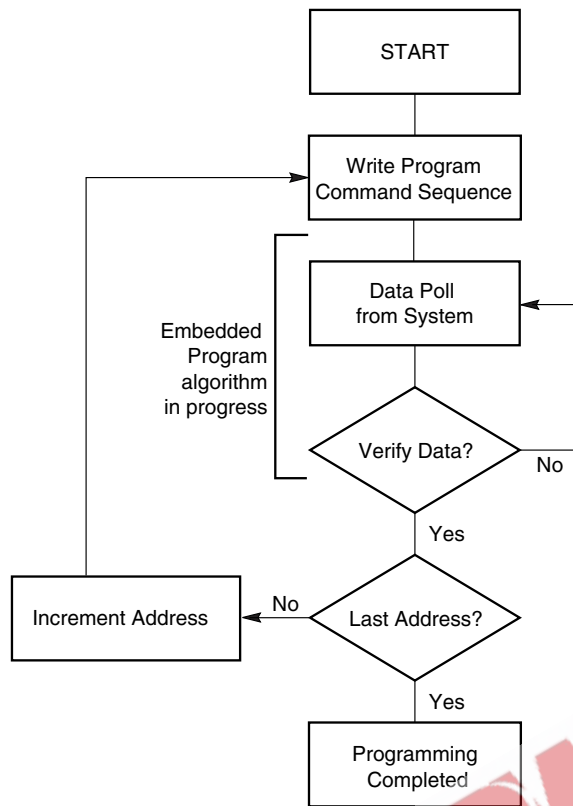 START
Write Program
Command Sequence
Data Poll
from System
Embedded
Program
algorithm
in progress
Verify Data?
No
Yes
Increment Address
No
Last Address?
Yes
Programming
Completed